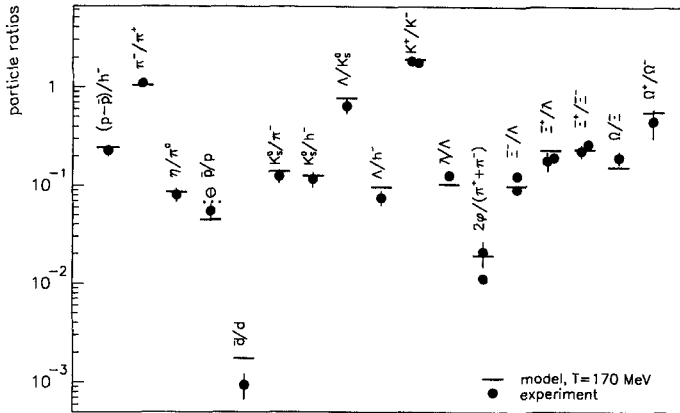 particle ratios
1
10⁻¹
10⁻²
10⁻³
(p−p̄)/h⁻
π⁻/π⁺
η/π⁰
p̄/p
d̄/d
K⁰ₛ/π⁻
K⁰ₛ/h⁻
Λ/K⁰ₛ
Λ/h⁻
K⁺/K⁻
Λ̄/Λ
2φ/(π⁺+π⁻)
Ξ⁻/Λ
Ξ⁺/Λ̄
Ξ⁺/Ξ⁻
Ω/Ξ
Ω⁺/Ω⁻
model, T=170 MeV
experiment